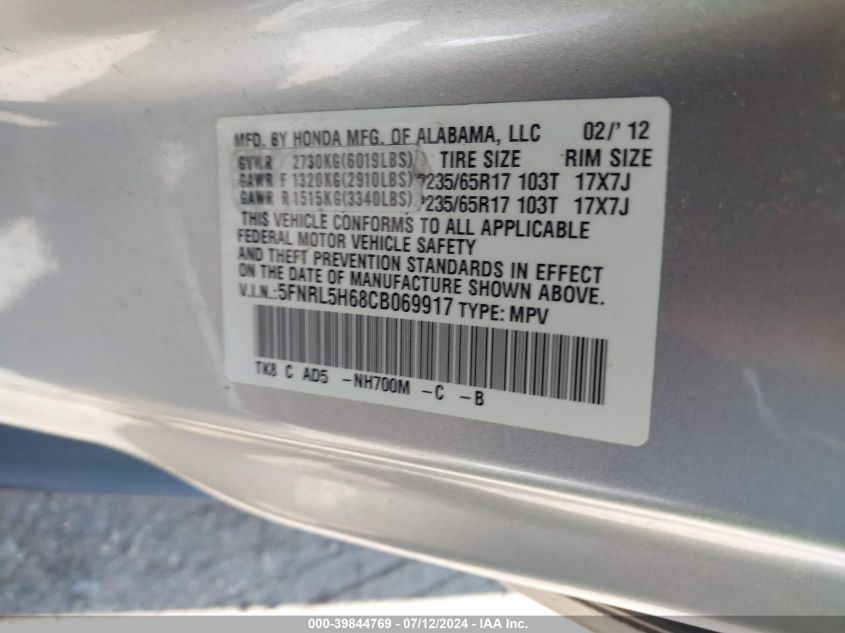 MFD. BY HONDA MFG. OF ALABAMA, LLC 02/' 12
GVWR 2730KG(6019LBS) TIRE SIZE RIM SIZE
GAWR F 1320KG(2910LBS) P235/65R17 103T 17X7J
GAWR R 1515KG(3340LBS) P235/65R17 103T 17X7J
THIS VEHICLE CONFORMS TO ALL APPLICABLE
FEDERAL MOTOR VEHICLE SAFETY
AND THEFT PREVENTION STANDARDS IN EFFECT
ON THE DATE OF MANUFACTURE SHOWN ABOVE.
V.I.N.:5FNRL5H68CB069917 TYPE: MPV
TK8 C AD5 -NH700M -C -B
000-39844769 - 07/12/2024 - IAA Inc.